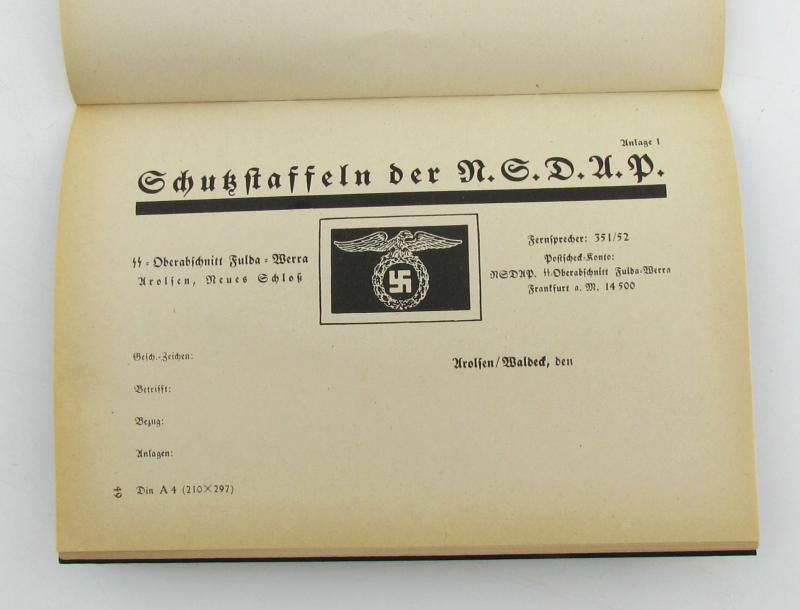 Anlage 1
Schutzstaffeln der N.S.D.A.P.
ᛋᛋ-Oberabschnitt Fulda-Werra
Arolsen, Neues Schloß
Fernsprecher: 351/52
Postscheck-Konto:
NSDAP. ᛋᛋ-Oberabschnitt Fulda-Werra
Frankfurt a. M. 14 500
Gesch.-Zeichen:
Arolsen/Waldeck, den
Betrifft:
Bezug:
Anlagen:
49
Din A 4 (210×297)